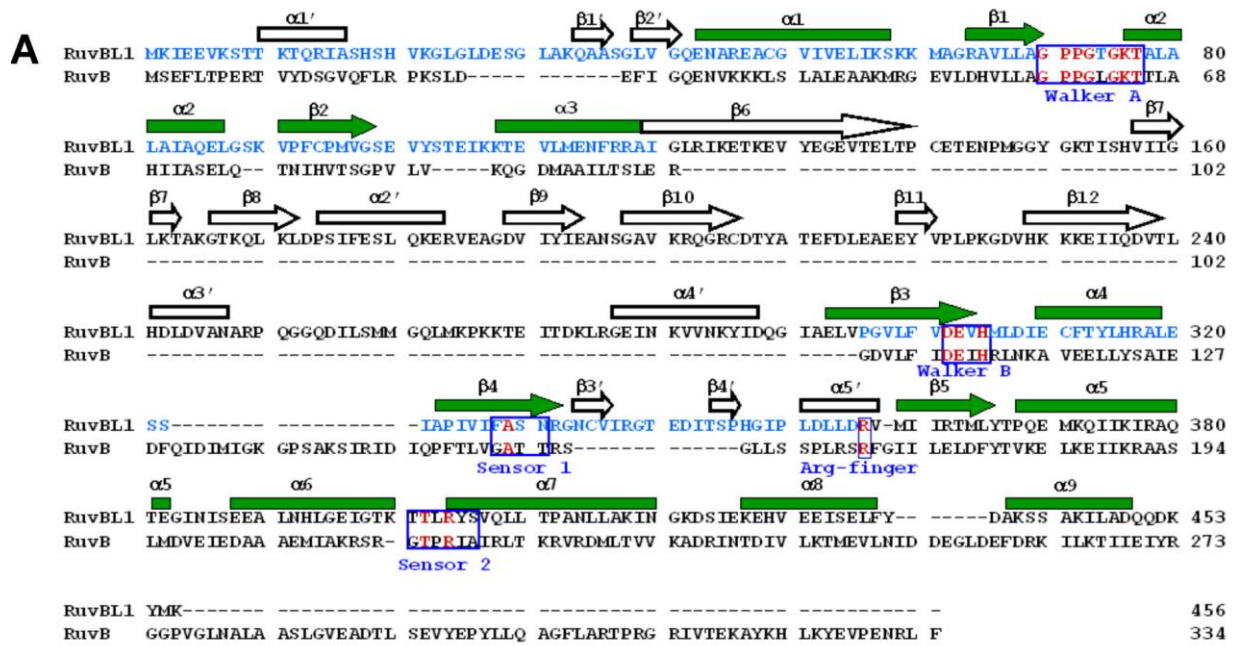 A
α1′ β1′ β2′ α1 β1 α2
RuvBL1 MKIEEVKSTT KTQRIASHSH VKGLGLDESG LAKQAASGLV GQENAREACG VIVELIKSKK MAGRAVLLAG PPGTGKTALA 80
RuvB MSEFLTPERT VYDSGVQFLR PKSLD----- --------EFI GQENVKKKLS LALEAAKMRG EVLDHVLLAG PPGLGKTTLA 68
Walker A
α2 β2 α3 β6 β7
RuvBL1 LAIAQELGSK VPFCPMVGSE VYSTEIKKTE VLMENFRRAI GLRIKETKEV YEGEVTELTP CETENPMGGY GKTISHVIIG 160
RuvB HIIASELQ-- TNIHVTSGPV LV-----KQG DMAAILTSLE R--------- ---------- ---------- ---------- 102
β7 β8 α2′ β9 β10 β11 β12
RuvBL1 LKTAKGTKQL KLDPSIFESL QKERVEAGDV IYIEANSGAV KRQGRCDTYA TEFDLEAEEY VPLPKGDVHK KKEIIQDVTL 240
RuvB ---------- ---------- ---------- ---------- ---------- ---------- ---------- ---------- 102
α3′ α4′ β3 α4
RuvBL1 HDLDVANARP QGGQDILSMM GQLMKPKKTE ITDKLRGEIN KVVNKYIDQG IAELVPGVLF VDEVHMLDIE CFTYLHRALE 320
RuvB ---------- ---------- ---------- ---------- ---------- -----GDVLF IDEIHRLNKA VEELLYSAIE 127
Walker B
β4 β3′ β4′ α5′ β5 α5
RuvBL1 SS-------- ---------- -IAPIVIFAS NRGNCVIRGT EDITSPHGIP LDLLDRV-MI IRTMLYTPQE MKQIIKIRAQ 380
RuvB DFQIDIMIGK GPSAKSIRID IQPFTLVGAT TRS------- ---GLLS SPLRSRFGII LELDFYTVKE LKEIIKRAAS 194
Sensor 1 Arg-finger
α5 α6 α7 α8 α9
RuvBL1 TEGINISEEA LNHLGEIGTK TTLRYSVQLL TPANLLAKIN GKDSIEKEHV EEISELFY-- ------DAKSS AKILADQQDK 453
RuvB LMDVEIEDAA AEMIAKRSR- GTPRIAIRLT KRVRDMLTVV KADRINTDIV LKTMEVLNID DEGLDEFDRK ILKTIIEIYR 273
Sensor 2
RuvBL1 YMK------- ---------- ---------- ---------- ---------- ---------- ---------- - 456
RuvB GGPVGLNALA ASLGVEADTL SEVYEPYLLQ AGFLARTPRG RIVTEKAYKH LKYEVPENRL F 334